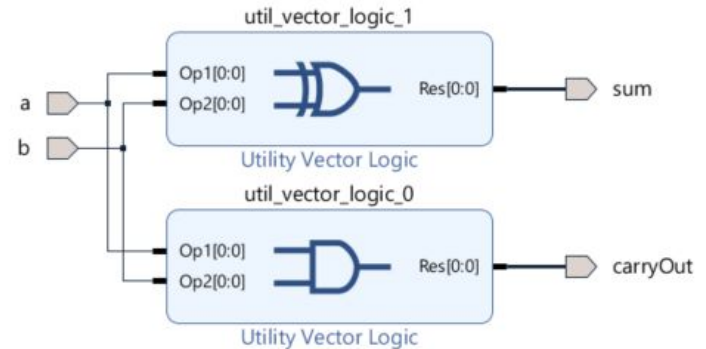 util_vector_logic_1
Op1[0:0]
Op2[0:0]
Res[0:0]
a
b
sum
Utility Vector Logic
util_vector_logic_0
Op1[0:0]
Op2[0:0]
Res[0:0]
carryOut
Utility Vector Logic